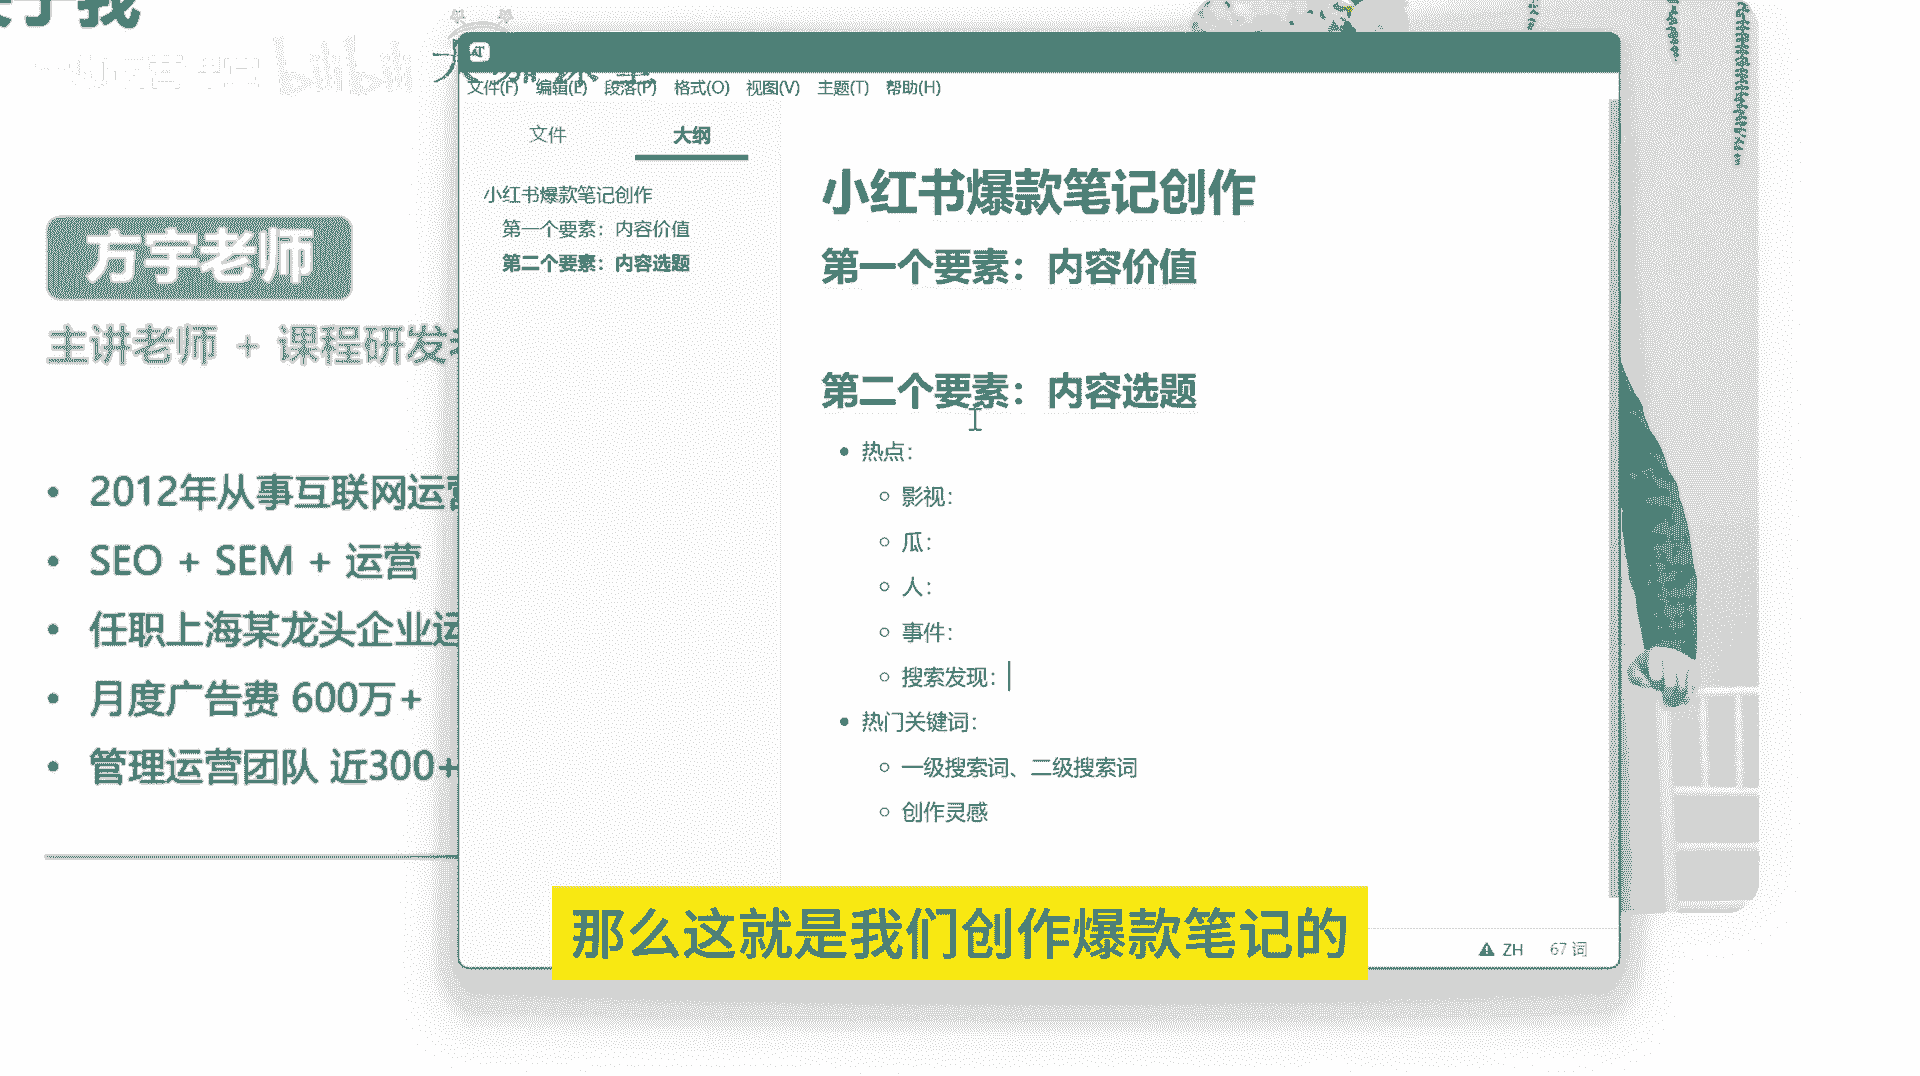 关于我
bilibili
大加课堂
方宇老师
主讲老师 + 课程研发
2012年从事互联网运营
SEO + SEM + 运营
任职上海某龙头企业运
月度广告费 600万+
管理运营团队 近300+
文件(F) 编辑(E) 段落(P) 格式(O) 视图(V) 主题(T) 帮助(H)
文件 大纲
小红书爆款笔记创作
第一个要素：内容价值
第二个要素：内容选题
小红书爆款笔记创作
第一个要素：内容价值
第二个要素：内容选题
热点：
影视：
瓜：
人：
事件：
搜索发现：
热门关键词：
一级搜索词、二级搜索词
创作灵感
ZH 67 词
那么这就是我们创作爆款笔记的